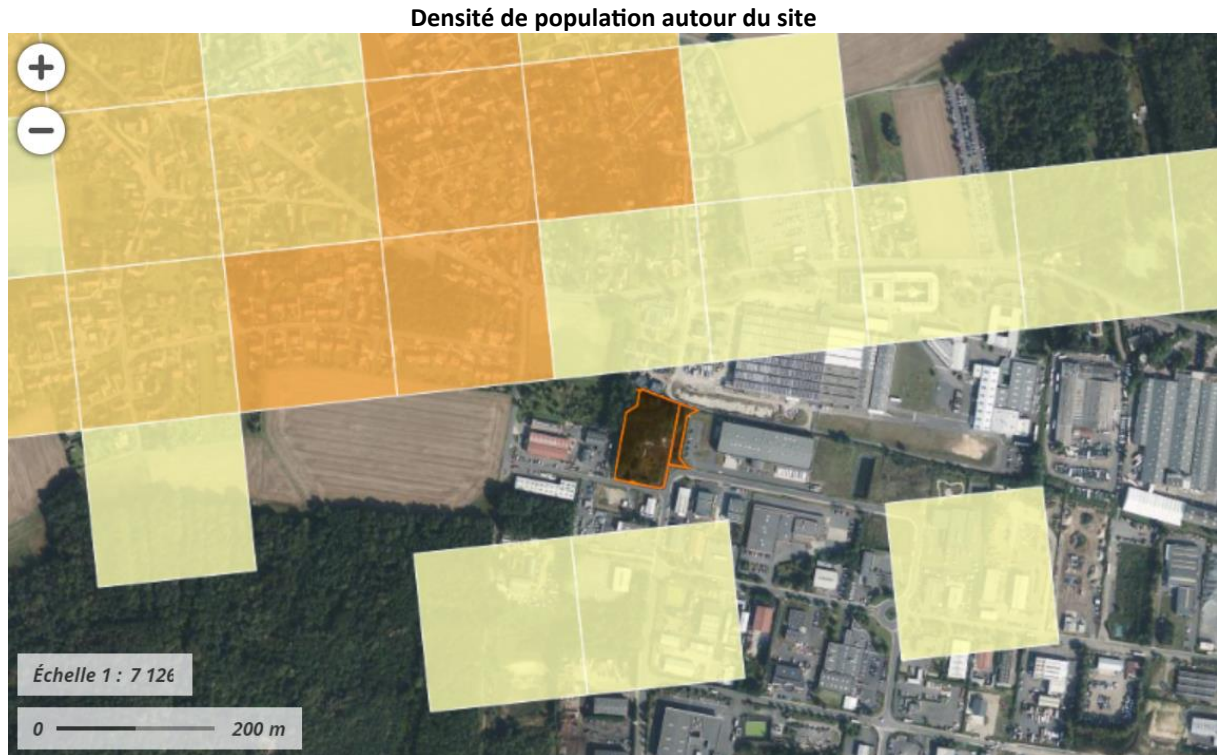 Densité de population autour du site
+
−
Échelle 1 : 7 126
0 200 m